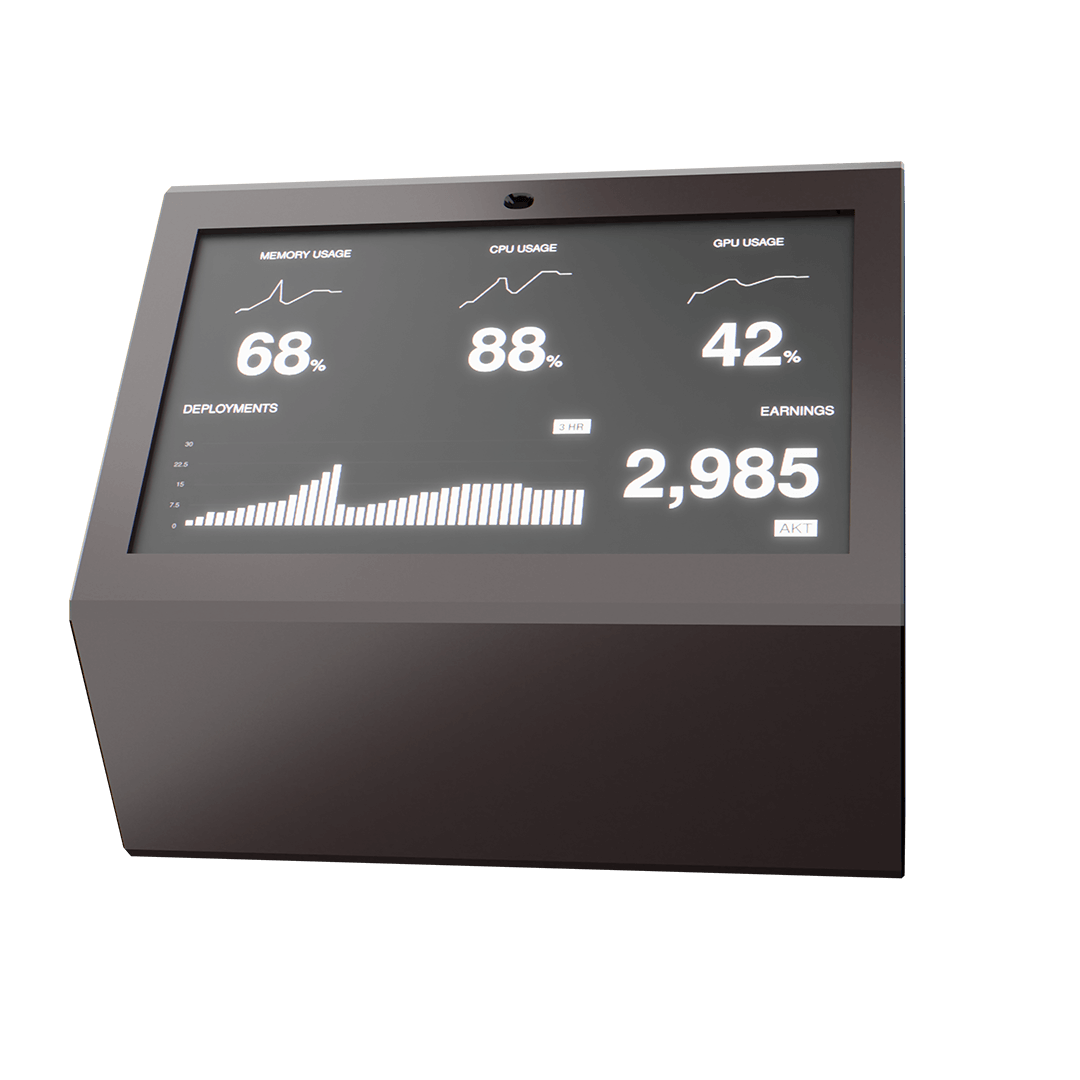 MEMORY USAGE
CPU USAGE
GPU USAGE
68%
88%
42%
DEPLOYMENTS
EARNINGS
3 HR
30
22.5
15
7.5
0
2,985
AKT